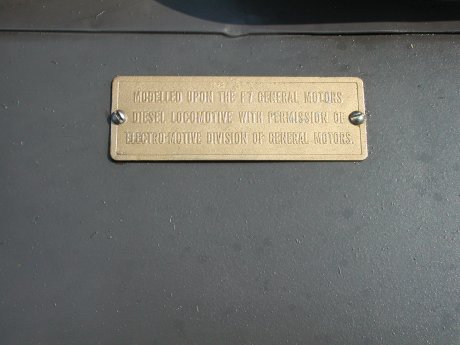 MODELLED UPON THE F7 GENERAL MOTORS
DIESEL LOCOMOTIVE WITH PERMISSION OF
ELECTRO-MOTIVE DIVISION OF GENERAL MOTORS.